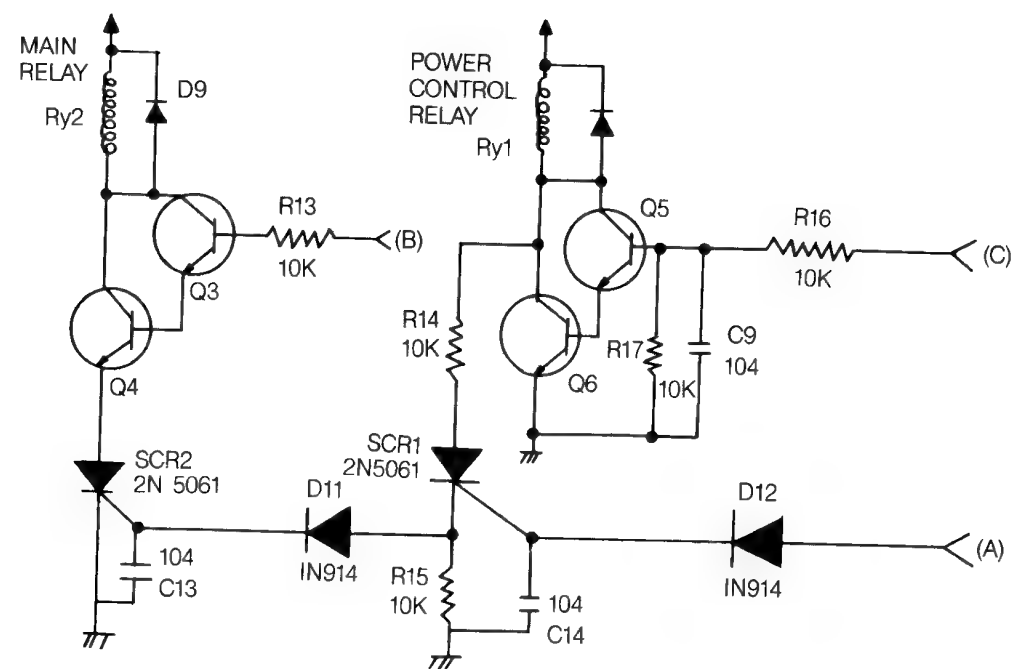 MAIN
RELAY
Ry2
D9
R13
10K
(B)
Q3
Q4
SCR2
2N 5061
104
C13
D11
IN914
POWER
CONTROL
RELAY
Ry1
Q5
R16
10K
(C)
R14
10K
Q6
R17
10K
C9
104
SCR1
2N5061
R15
10K
104
C14
D12
IN914
(A)